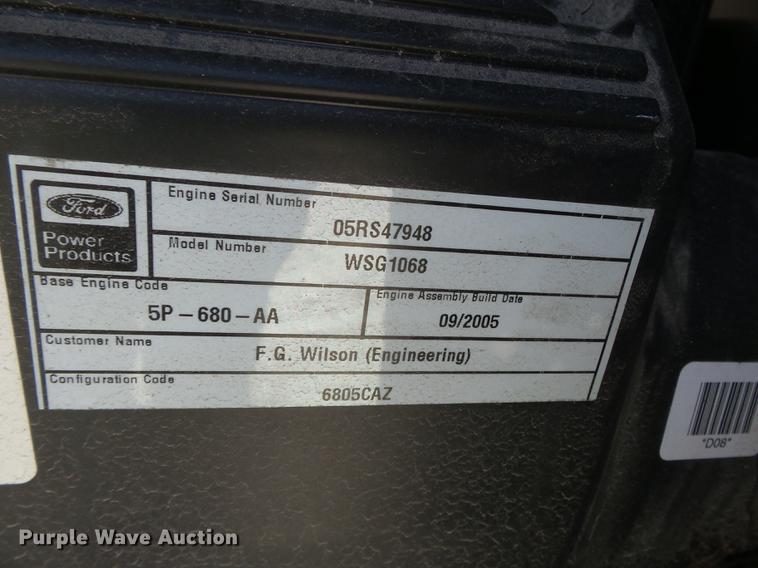 Ford
Power
Products
Engine Serial Number
05RS47948
Model Number
WSG1068
Base Engine Code
5P-680-AA
Engine Assembly Build Date
09/2005
Customer Name
F.G. Wilson (Engineering)
Configuration Code
6805CAZ
"D08"
Purple Wave Auction